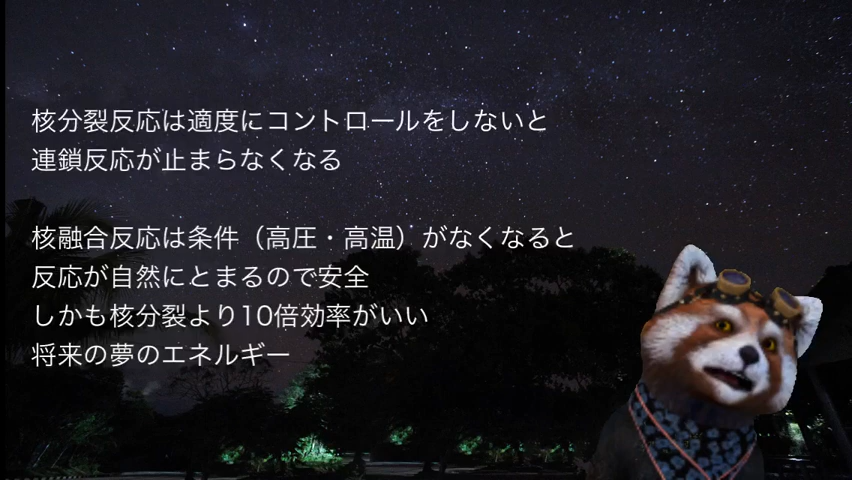 核分裂反応は適度にコントロールをしないと
連鎖反応が止まらなくなる
核融合反応は条件（高圧・高温）がなくなると
反応が自然にとまるので安全
しかも核分裂より10倍効率がいい
将来の夢のエネルギー